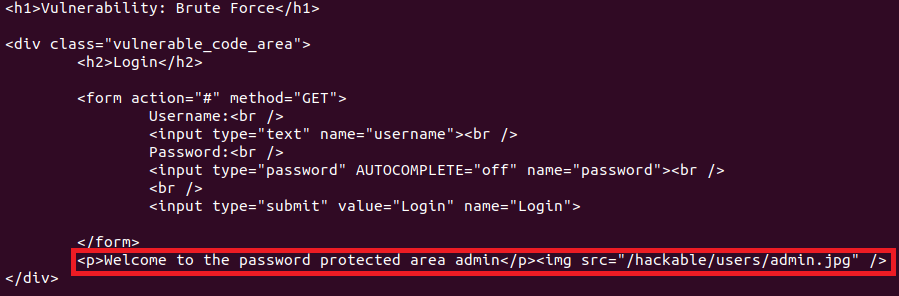 <h1>Vulnerability: Brute Force</h1>
<div class="vulnerable_code_area">
<h2>Login</h2>
<form action="#" method="GET">
Username:<br />
<input type="text" name="username"><br />
Password:<br />
<input type="password" AUTOCOMPLETE="off" name="password"><br />
<br />
<input type="submit" value="Login" name="Login">
</form>
<p>Welcome to the password protected area admin</p><img src="/hackable/users/admin.jpg" />
</div>